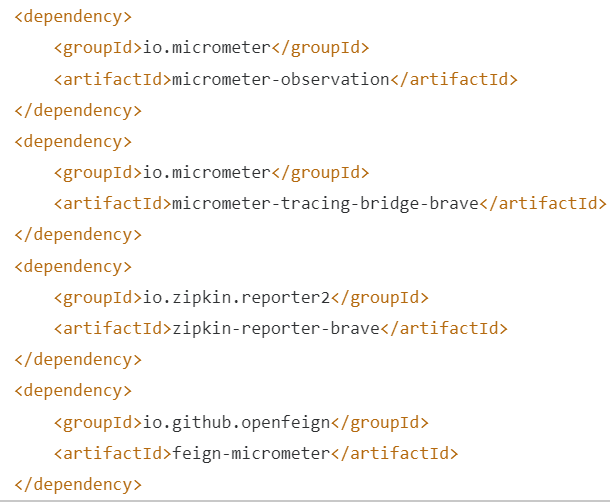 <dependency>
    <groupId>io.micrometer</groupId>
    <artifactId>micrometer-observation</artifactId>
</dependency>
<dependency>
    <groupId>io.micrometer</groupId>
    <artifactId>micrometer-tracing-bridge-brave</artifactId>
</dependency>
<dependency>
    <groupId>io.zipkin.reporter2</groupId>
    <artifactId>zipkin-reporter-brave</artifactId>
</dependency>
<dependency>
    <groupId>io.github.openfeign</groupId>
    <artifactId>feign-micrometer</artifactId>
</dependency>